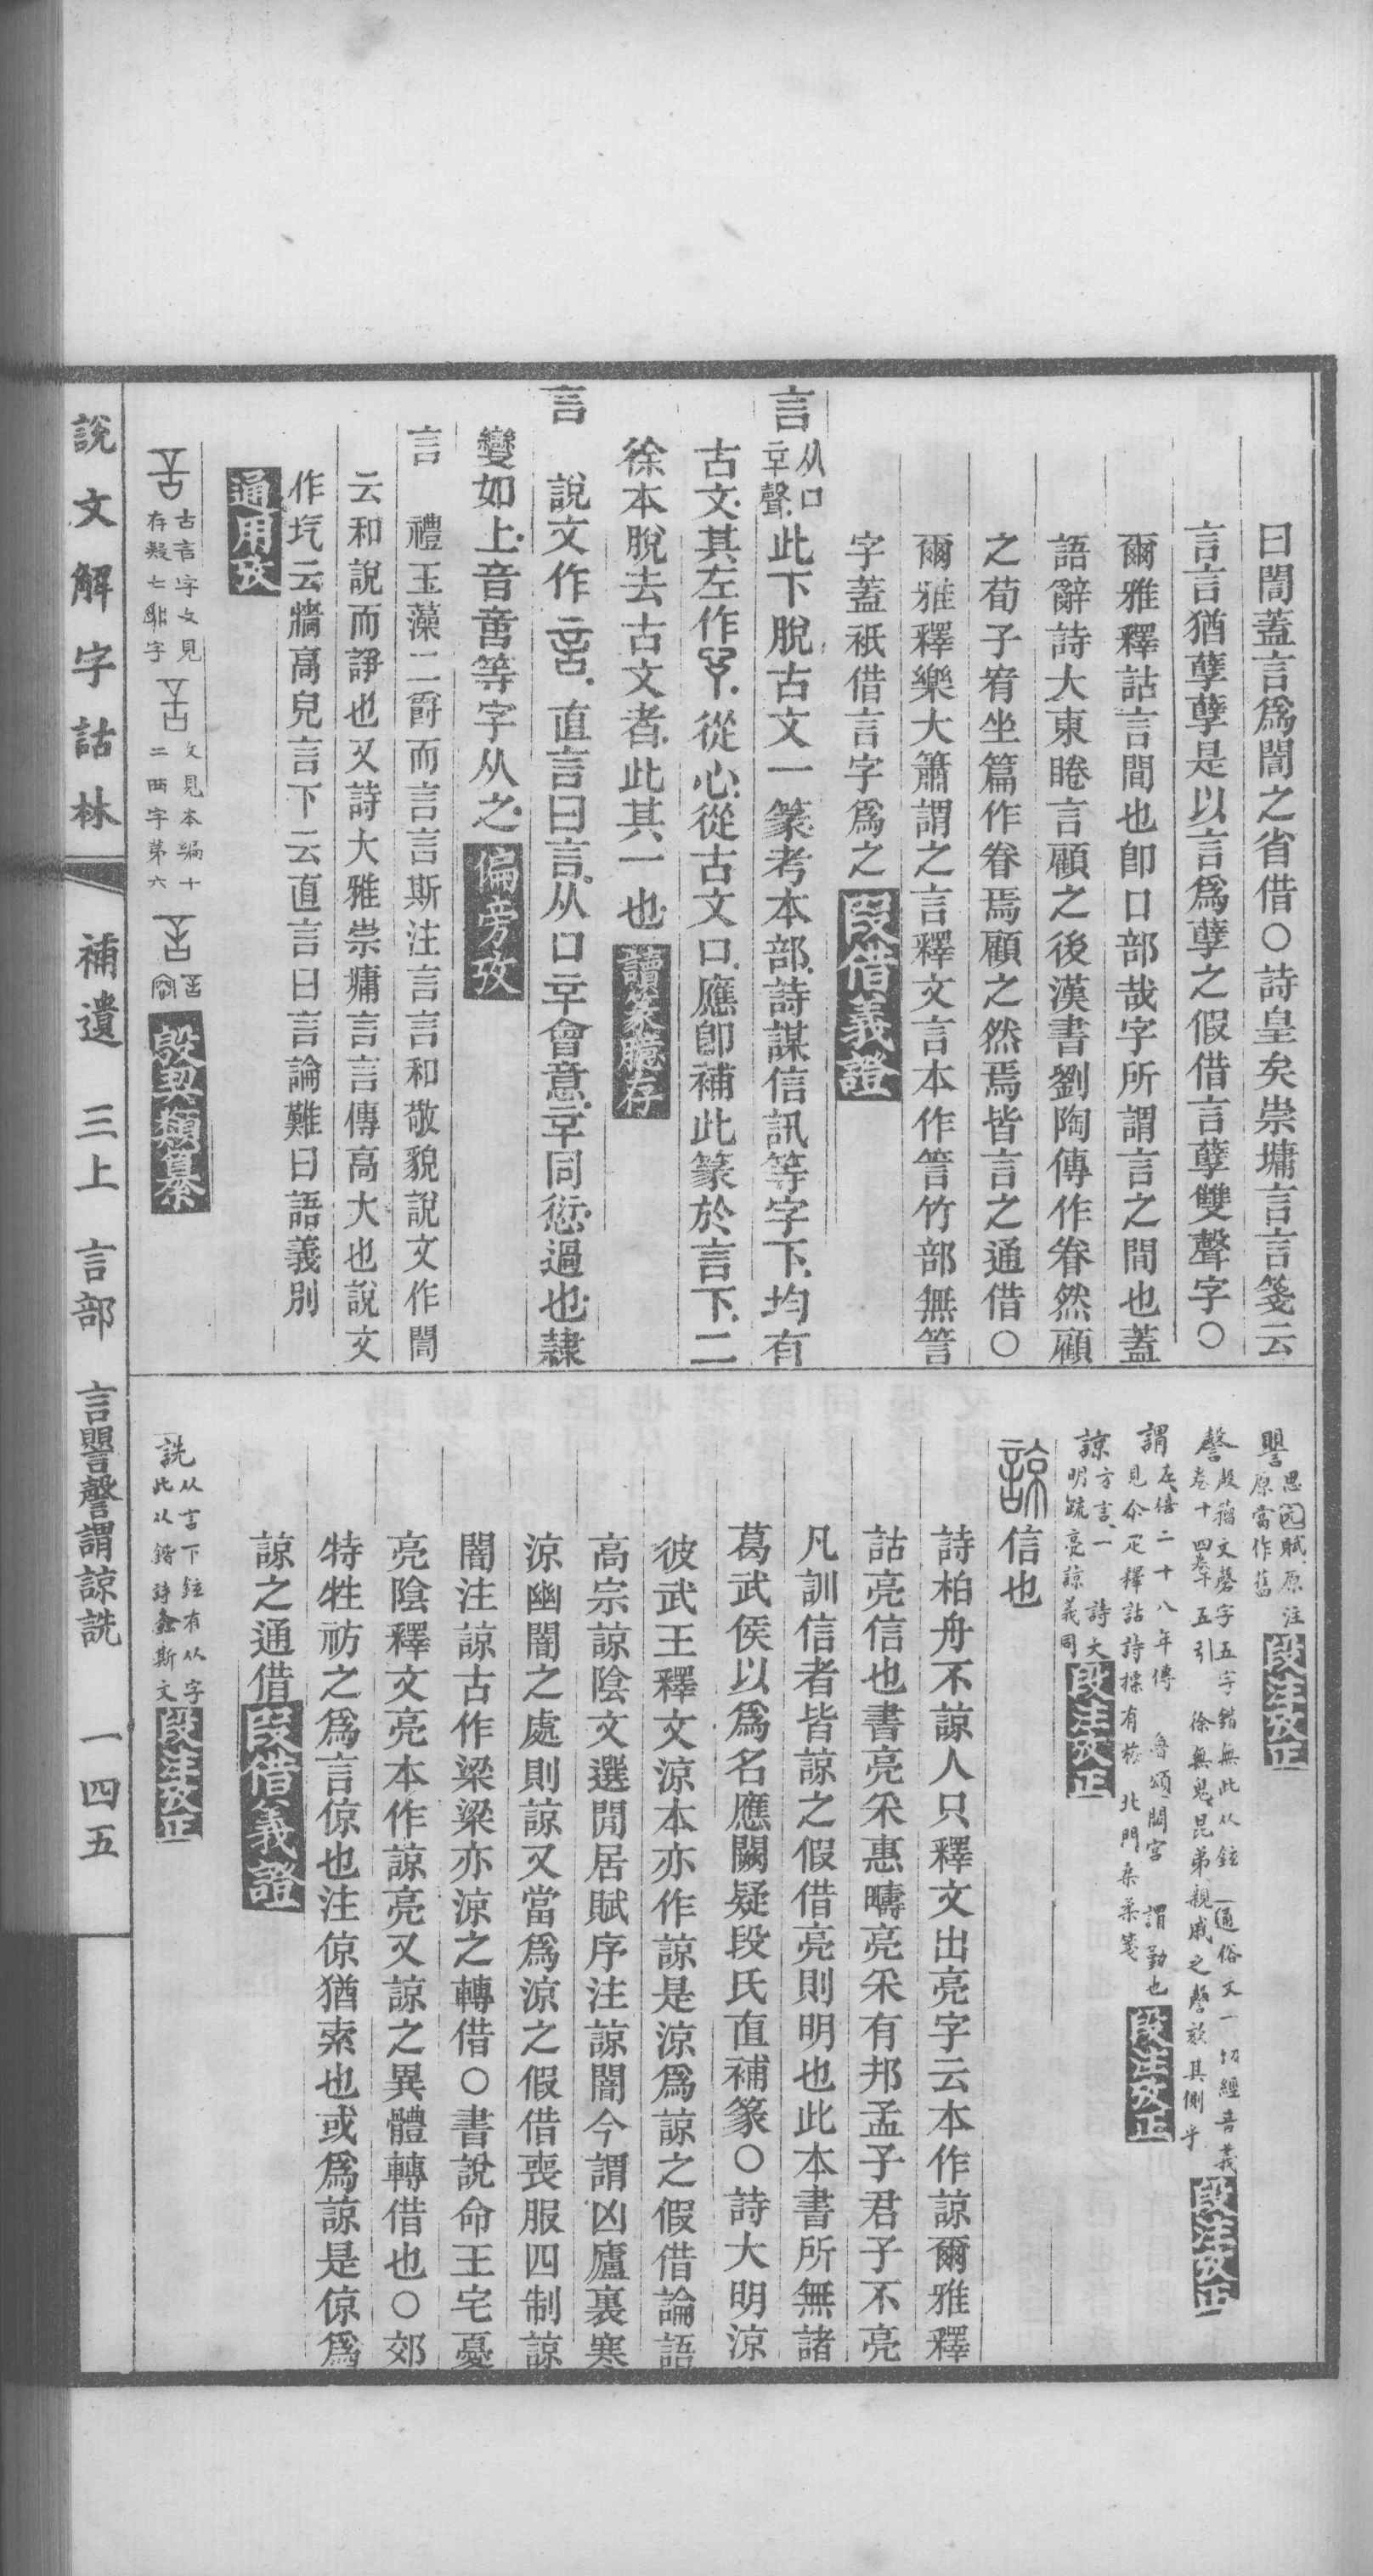 曰誾蓋言爲誾之省借○詩皇矣崇墉言言箋云
言言猶孽孽是以言爲孽之假借言孽雙聲字○
爾雅釋詁言間也卽口部哉字所謂言之間也蓋
語辭詩大東睠言顧之後漢書劉陶傳作眷然顧
之荀子宥坐篇作眷焉顧之然焉皆言之通借○
爾雅釋樂大簫謂之言釋文言本作䇾竹部無䇾
字蓋衹借言字爲之段借義證
言从口䇂聲此下脫古文一篆考本部詩謀信訊等字下均有
古文其左作從心從古文口應卽補此篆於言下二
徐本脫去古文者此其一也讀篆臆存
言 說文作直言曰言从口䇂會意䇂同愆過也隸
變如上音啻等字从之偏旁攷
言 禮玉藻二爵而言言斯注言言和敬貌說文作誾
云和說而諍也又詩大雅崇墉言言傳高大也說文
作圪云牆高皃言下云直言曰言論難曰語義別
通用攷
古言字文見存疑七 字 文見本編十二 字第六 殷契類纂
說文解字詁林 補遺 三上 言部 言譻謦謂諒詵 一四五
譻 思元賦原注原當作舊段注攷正
謦 殷 文磬字五字 無此从 通俗文一切經音義卷十四卷十五引 徐無鬼昆弟親戚之謦欬其側乎段注攷正
謂 左僖二十八年傳 魯頌閟宮 謂勤也見 釋詁詩摽有 北門桑柔箋段注攷正
諒 方言一 詩大明疏亮諒義同段注攷正
諒 信也
詩柏舟不諒人只釋文出亮字云本作諒爾雅釋
詁亮信也書亮采惠疇亮采有邦孟子君子不亮
凡訓信者皆諒之假借亮則明也此本書所無諸
葛武侯以爲名應闕疑段氏直補篆○詩大明涼
彼武王釋文涼本亦作諒是涼爲諒之假借論語
高宗諒陰文選閒居賦序注諒闇今謂凶廬裏寒
涼幽闇之處則諒又當爲涼之假借喪服四制諒
闇注諒古作梁梁亦涼之轉借○書說命王宅憂
亮陰釋文亮本作諒亮又諒之異體轉借也○郊
特牲祊之爲言倞也注倞猶索也或爲諒是倞爲
諒之通借段借義證
詵 从言下 有从字此以 詩螽斯文段注攷正